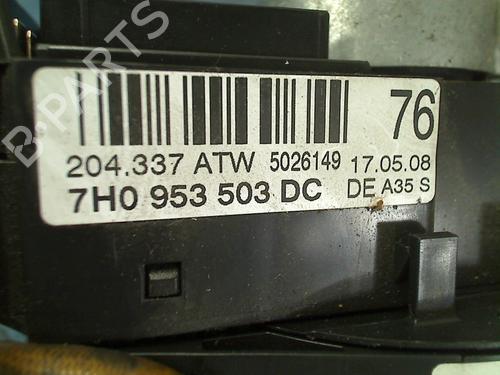 B-PARTS
76
204.337 ATW 5026149 17.05.08
7H0 953 503 DC DE A35 S